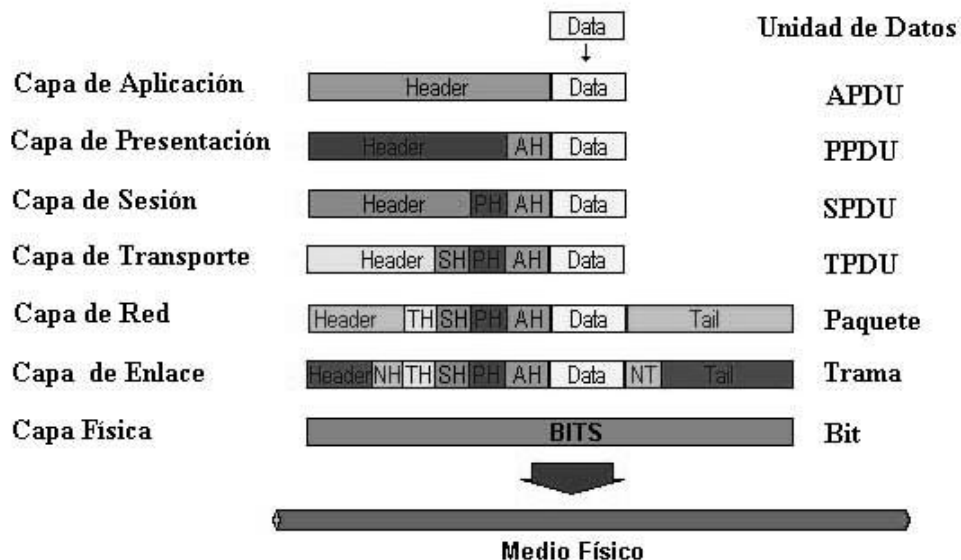 Data Unidad de Datos
Capa de Aplicación Header Data APDU
Capa de Presentación Header AH Data PPDU
Capa de Sesión Header PH AH Data SPDU
Capa de Transporte Header SH PH AH Data TPDU
Capa de Red Header TH SH PH AH Data Tail Paquete
Capa de Enlace Header NH TH SH PH AH Data NT Tail Trama
Capa Física BITS Bit
Medio Físico